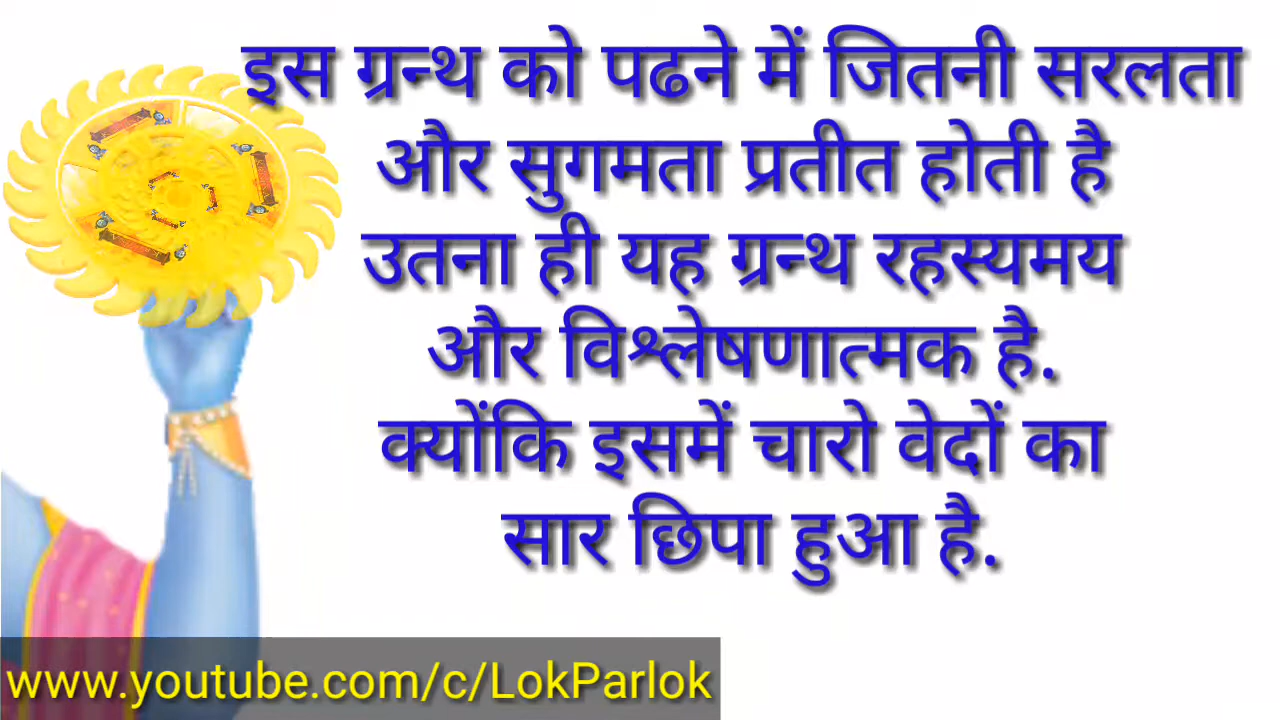 इस ग्रन्थ को पढने में जितनी सरलता
और सुगमता प्रतीत होती है
उतना ही यह ग्रन्थ रहस्यमय
और विश्लेषणात्मक है.
क्योंकि इसमें चारो वेदों का
सार छिपा हुआ है.
www.youtube.com/c/LokParlok